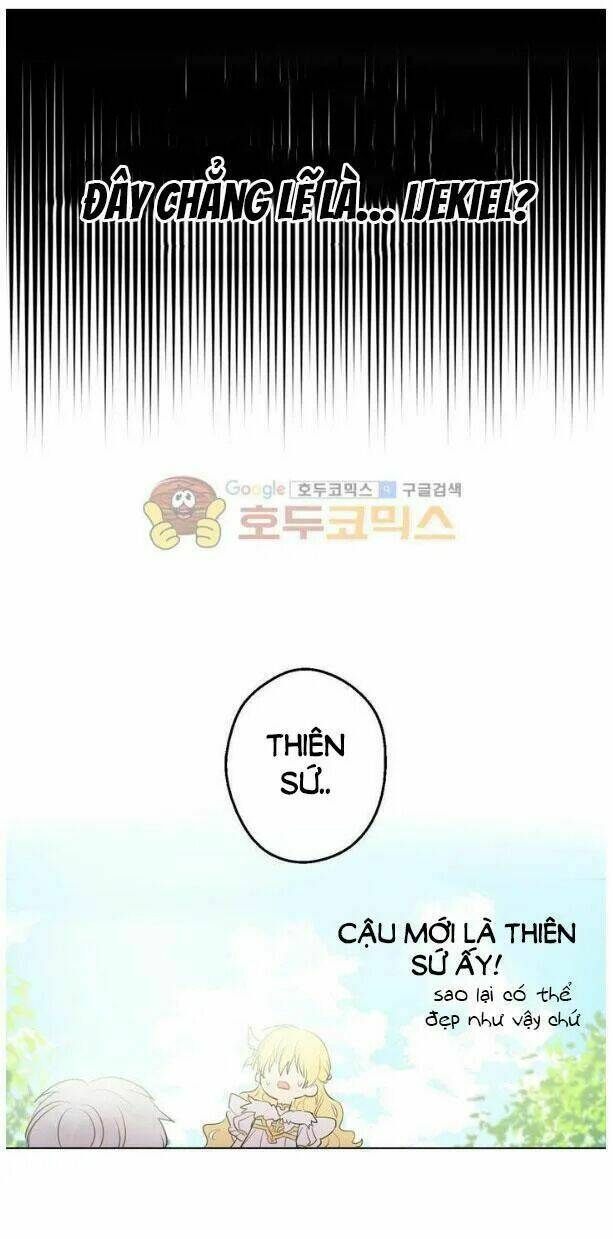 ĐÂY CHẲNG LẼ LÀ... IJEKIEL?
Google 호두코믹스 구글검색
호두코믹스
THIÊN
SỨ..
CẬU MỚI LÀ THIÊN
SỨ ẤY!
sao lại có thể
đẹp như vậy chứ